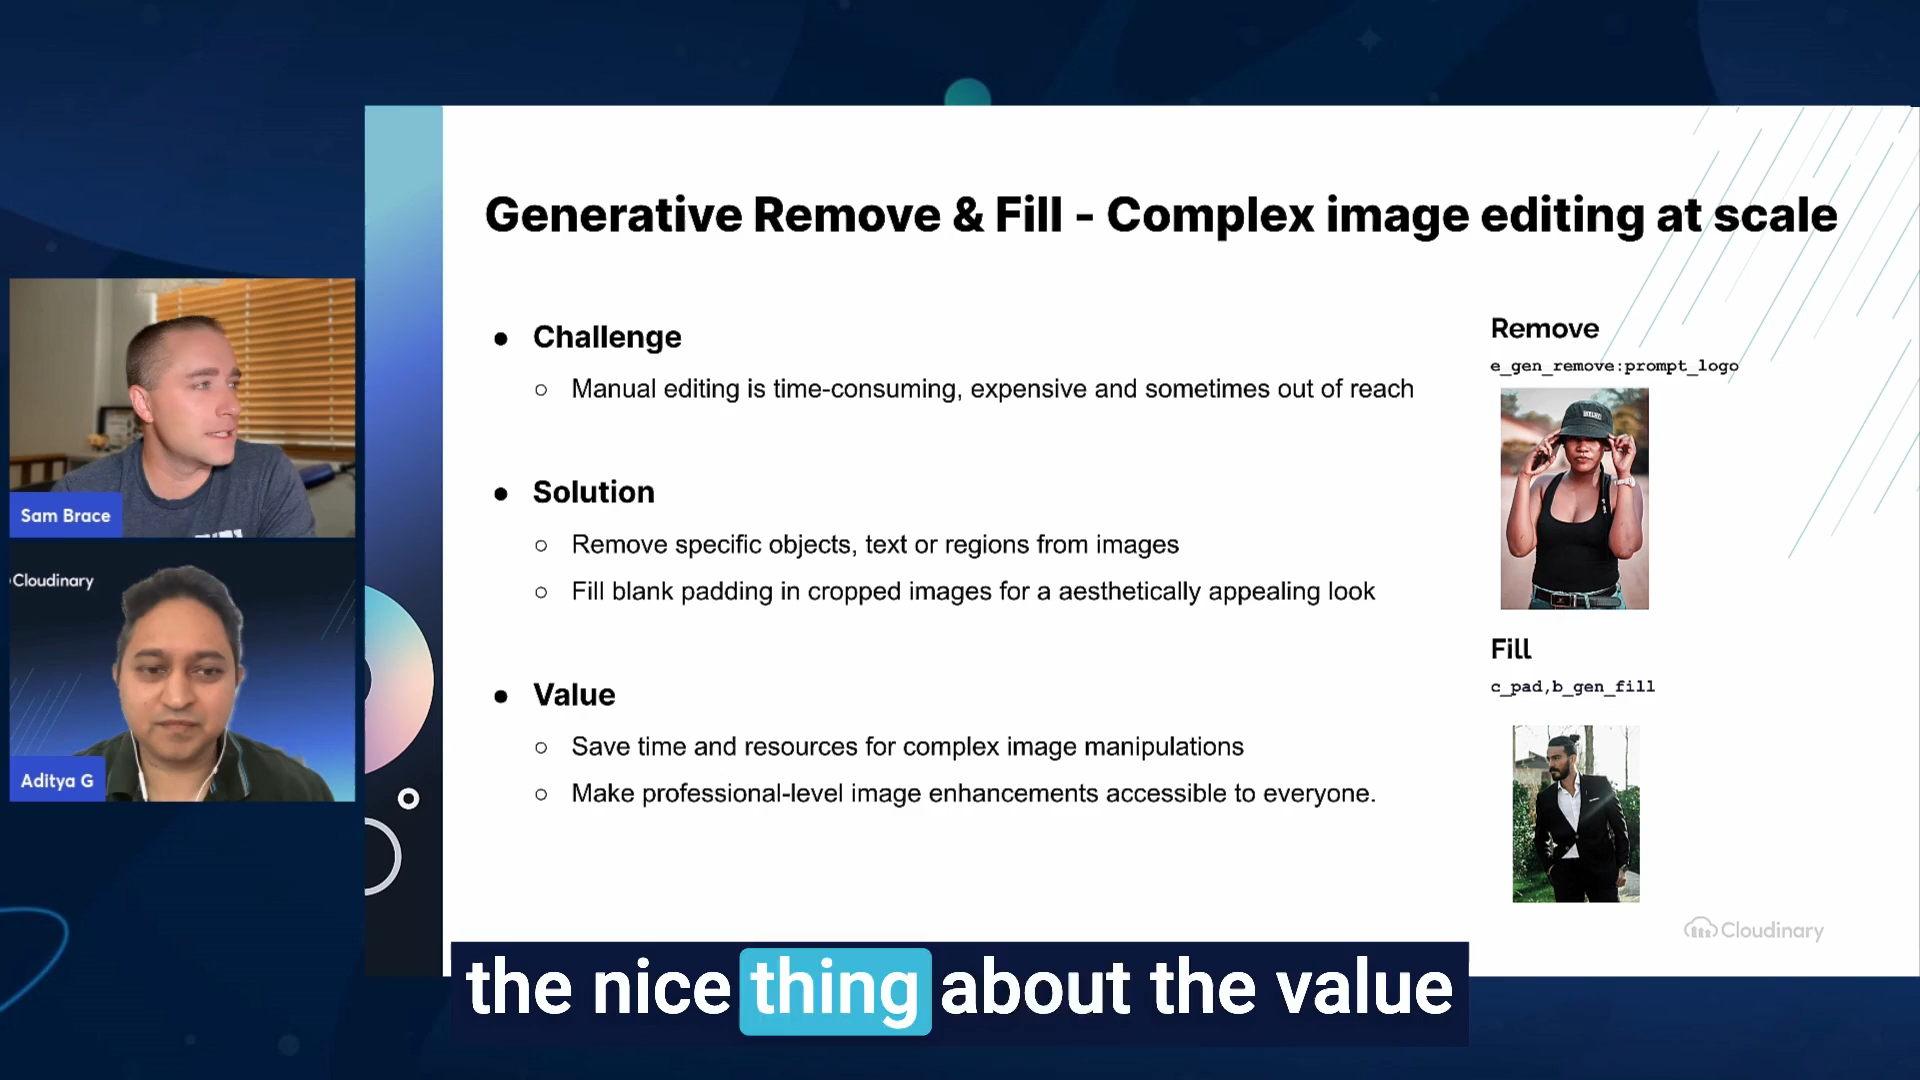 Generative Remove & Fill - Complex image editing at scale
● Challenge
○ Manual editing is time-consuming, expensive and sometimes out of reach
● Solution
○ Remove specific objects, text or regions from images
○ Fill blank padding in cropped images for a aesthetically appealing look
● Value
○ Save time and resources for complex image manipulations
○ Make professional-level image enhancements accessible to everyone.
Remove
e_gen_remove:prompt_logo
Fill
c_pad,b_gen_fill
Cloudinary
Sam Brace
Cloudinary
Aditya G
the nice thing about the value